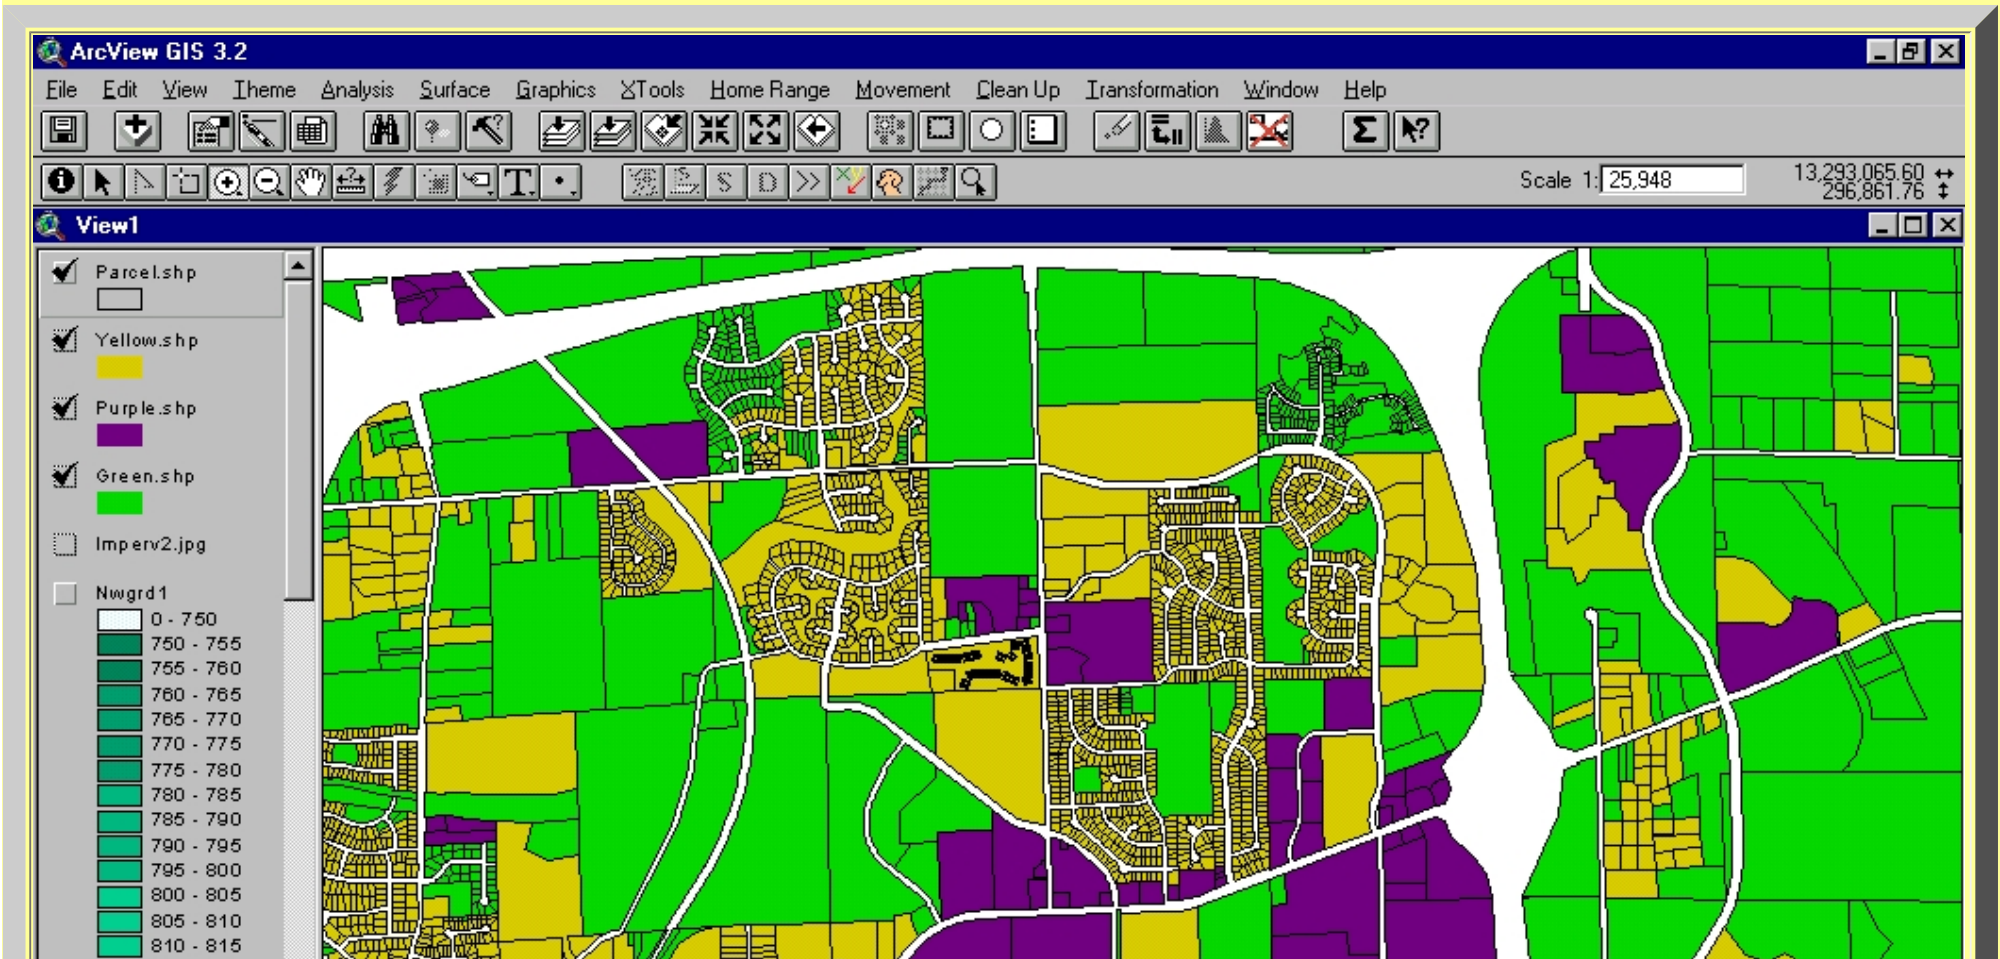 ArcView GIS 3.2
File Edit View Theme Analysis Surface Graphics XTools Home Range Movement Clean Up Transformation Window Help
Σ ?
T S D >> Scale 1: 25,948 13,293,065.60
296,861.76
View1
Parcel.shp
Yellow.shp
Purple.shp
Green.shp
Imperv2.jpg
Nwgrd1
0 - 750
750 - 755
755 - 760
760 - 765
765 - 770
770 - 775
775 - 780
780 - 785
785 - 790
790 - 795
795 - 800
800 - 805
805 - 810
810 - 815